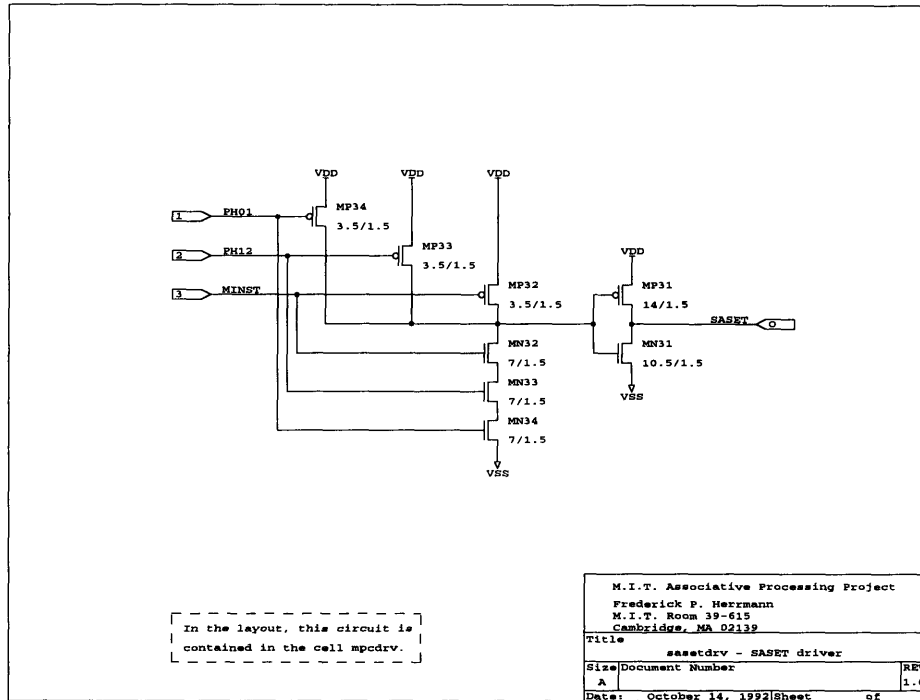 VDD VDD VDD
1 PH01 MP34
3.5/1.5
2 PH12 MP33
3.5/1.5
VDD
3 MINST MP32 MP31
3.5/1.5 14/1.5
SASET O
MN32 MN31
7/1.5 10.5/1.5
MN33
7/1.5
VSS
MN34
7/1.5
VSS
In the layout, this circuit is
contained in the cell mpcdrv.
M.I.T. Associative Processing Project
Frederick P. Herrmann
M.I.T. Room 39-615
Cambridge, MA 02139
Title
sasetdrv - SASET driver
Size Document Number
A
Date: October 14, 1992 Sheet of